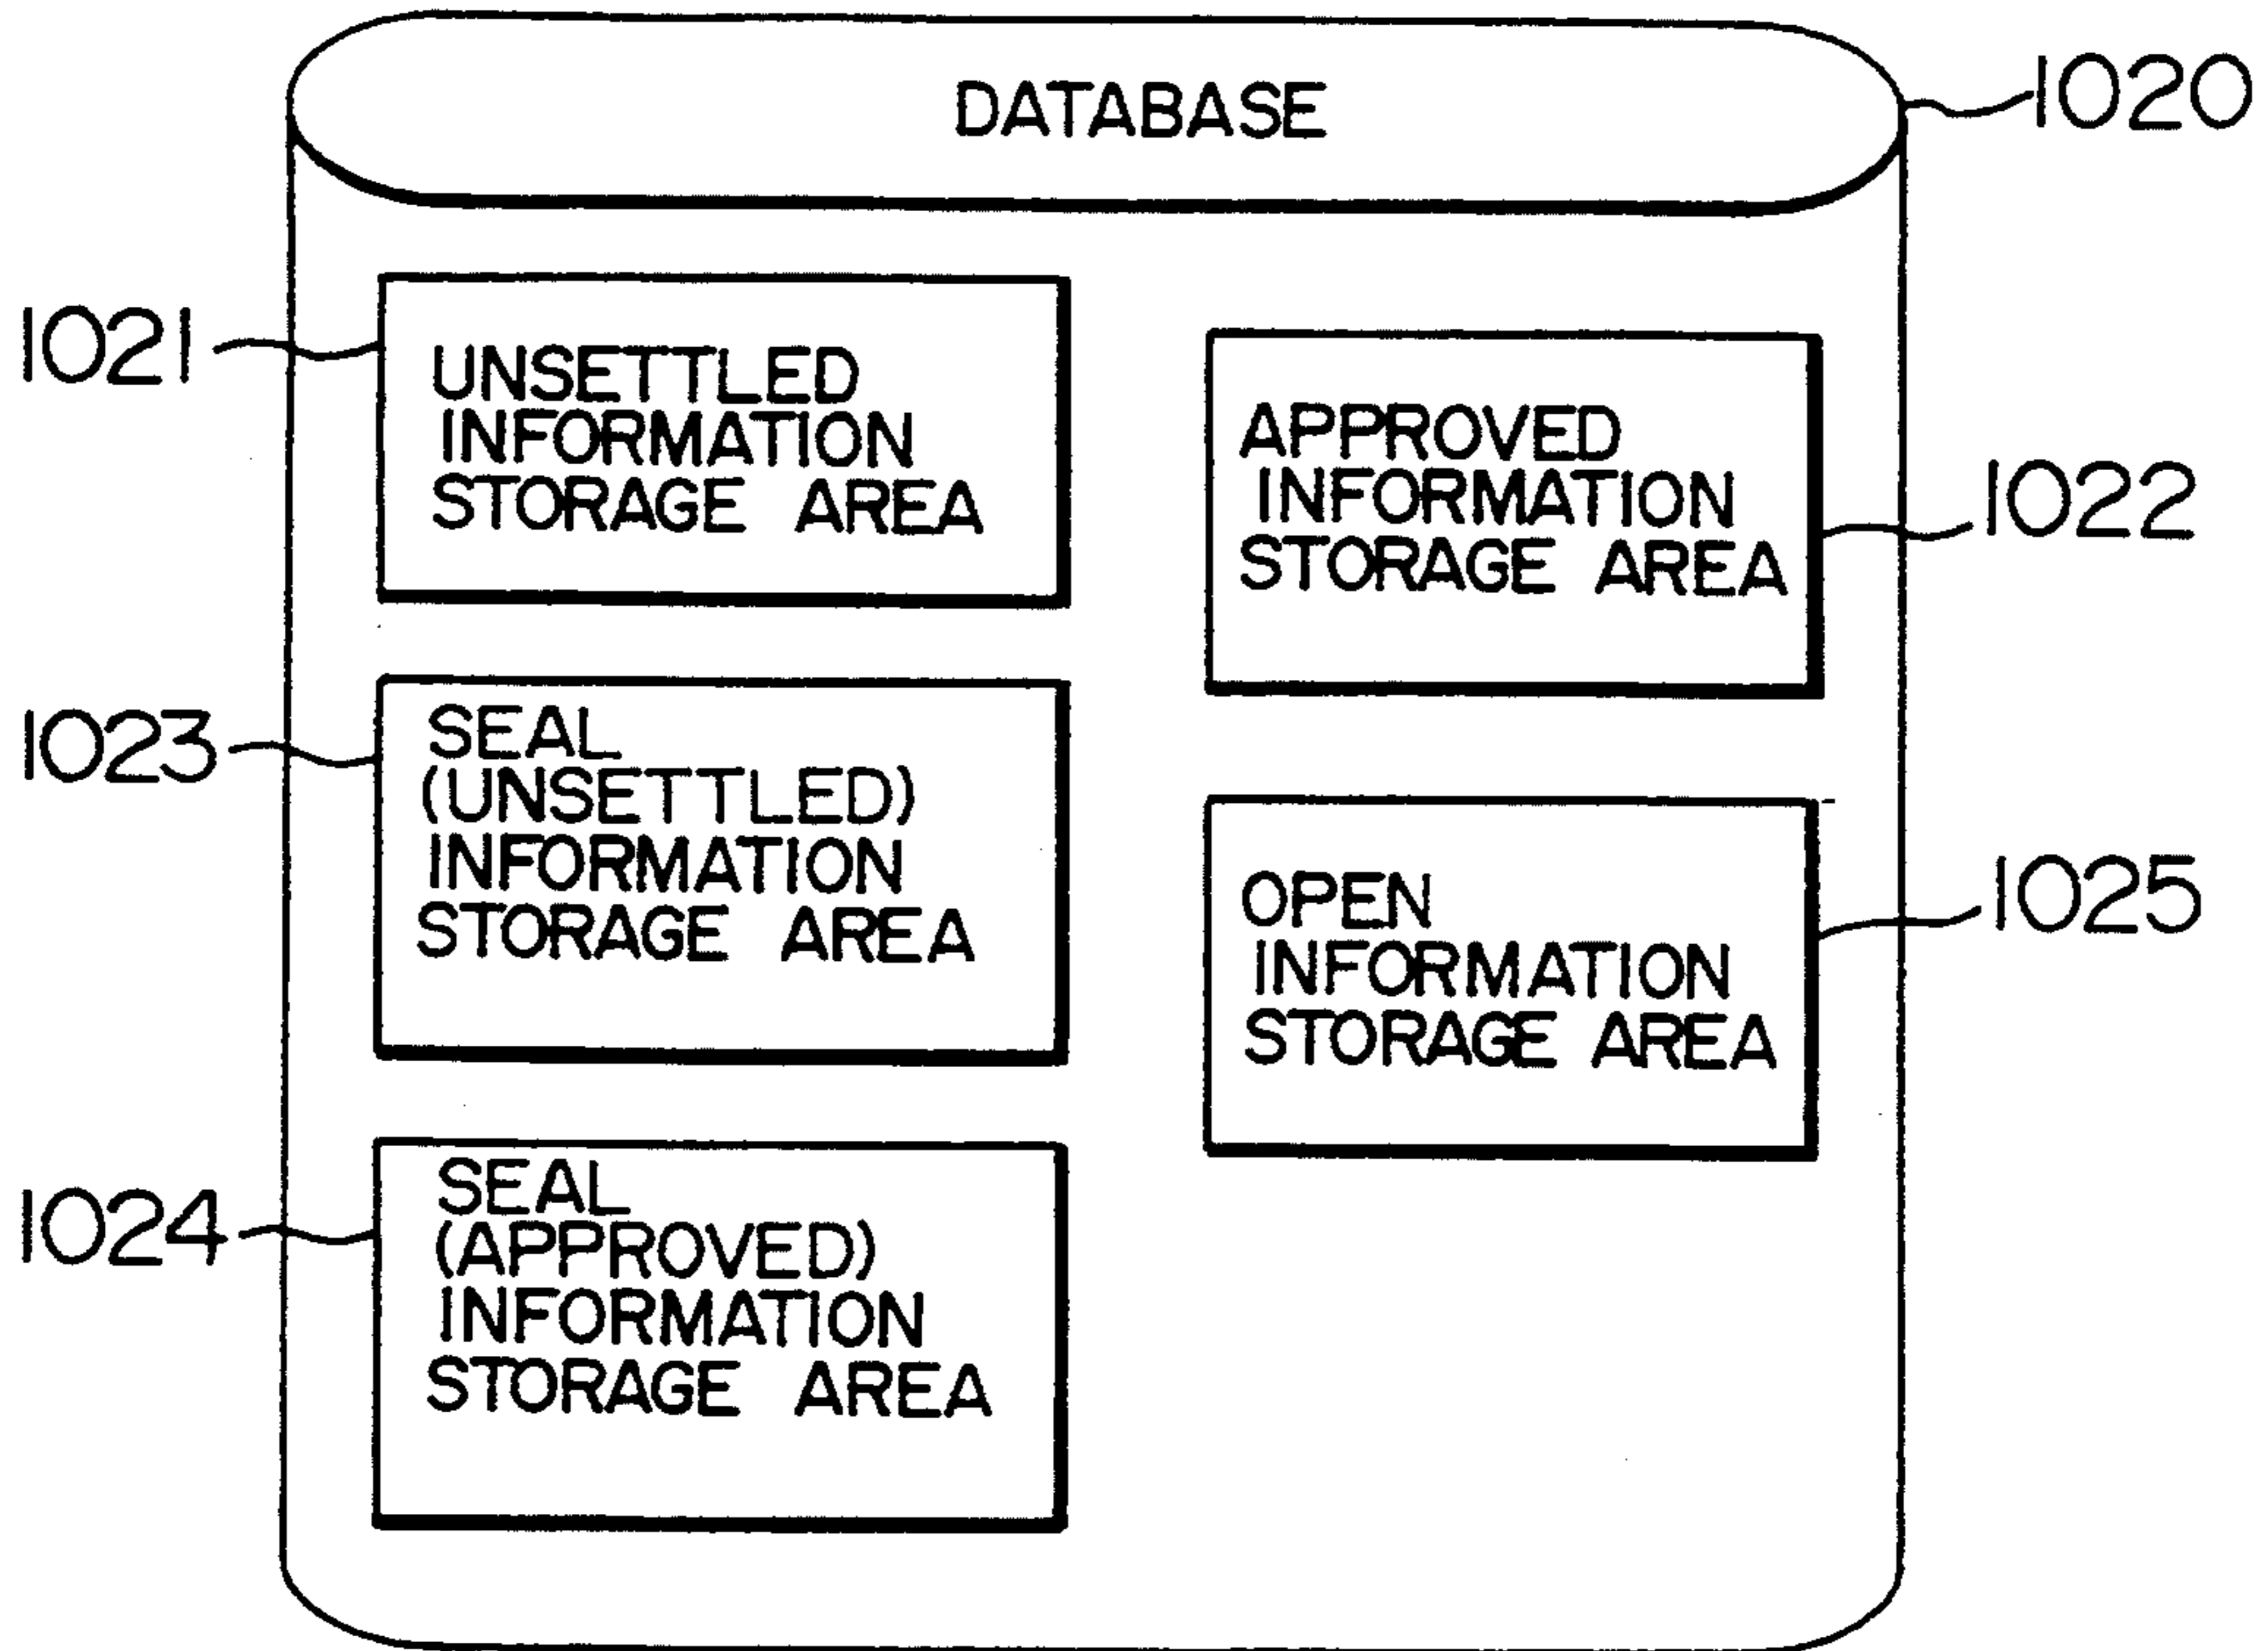 DATABASE
1020
1021
UNSETTLED
INFORMATION
STORAGE AREA
APPROVED
INFORMATION
STORAGE AREA
1022
1023
SEAL
(UNSETTLED)
INFORMATION
STORAGE AREA
OPEN
INFORMATION
STORAGE AREA
1025
1024
SEAL
(APPROVED)
INFORMATION
STORAGE AREA